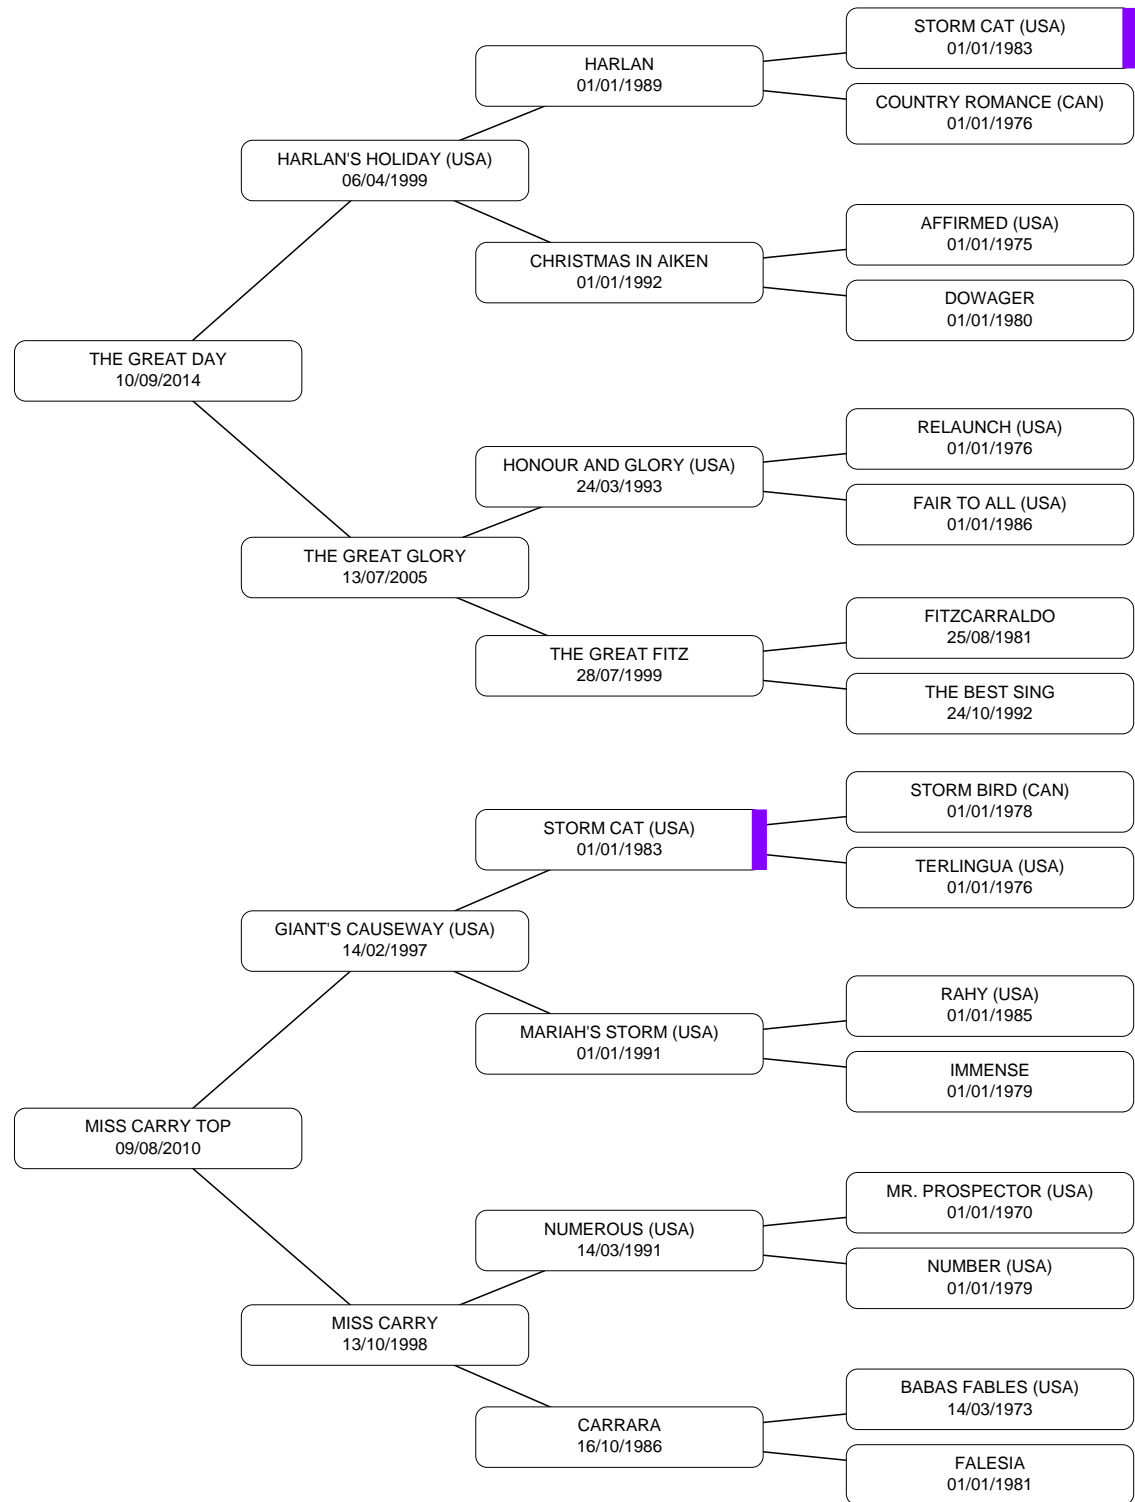 STORM CAT (USA)
01/01/1983
HARLAN
01/01/1989
COUNTRY ROMANCE (CAN)
01/01/1976
HARLAN'S HOLIDAY (USA)
06/04/1999
AFFIRMED (USA)
01/01/1975
CHRISTMAS IN AIKEN
01/01/1992
DOWAGER
01/01/1980
THE GREAT DAY
10/09/2014
RELAUNCH (USA)
01/01/1976
HONOUR AND GLORY (USA)
24/03/1993
FAIR TO ALL (USA)
01/01/1986
THE GREAT GLORY
13/07/2005
FITZCARRALDO
25/08/1981
THE GREAT FITZ
28/07/1999
THE BEST SING
24/10/1992
STORM BIRD (CAN)
01/01/1978
STORM CAT (USA)
01/01/1983
TERLINGUA (USA)
01/01/1976
GIANT'S CAUSEWAY (USA)
14/02/1997
RAHY (USA)
01/01/1985
MARIAH'S STORM (USA)
01/01/1991
IMMENSE
01/01/1979
MISS CARRY TOP
09/08/2010
MR. PROSPECTOR (USA)
01/01/1970
NUMEROUS (USA)
14/03/1991
NUMBER (USA)
01/01/1979
MISS CARRY
13/10/1998
BABAS FABLES (USA)
14/03/1973
CARRARA
16/10/1986
FALESIA
01/01/1981